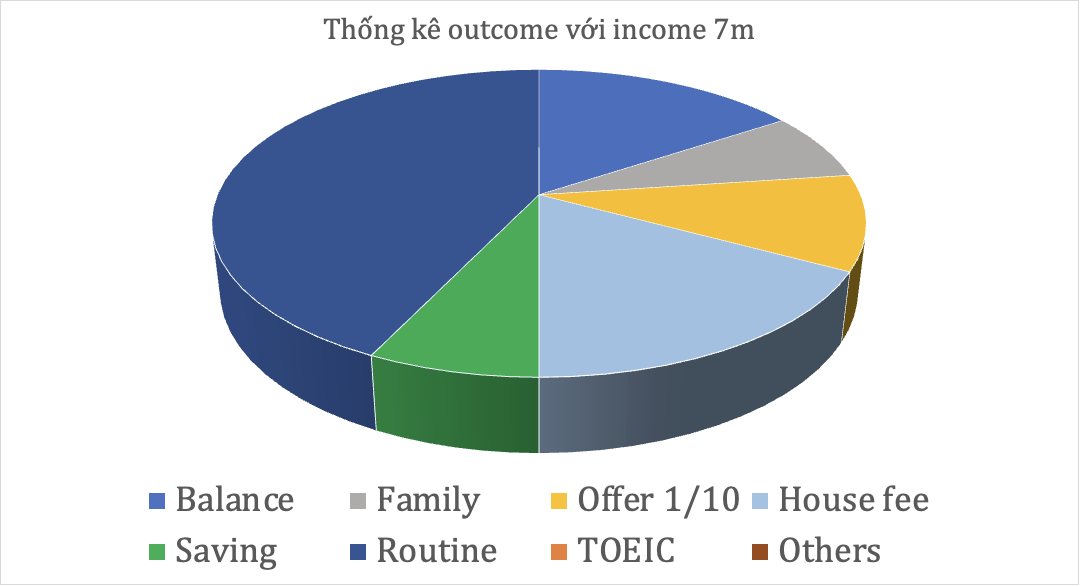 Thống kê outcome với income 7m
Balance Family Offer 1/10 House fee
Saving Routine TOEIC Others